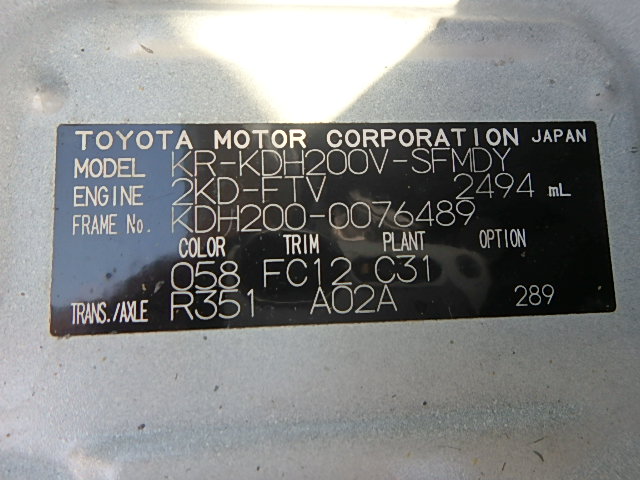 TOYOTA MOTOR CORPORATION JAPAN
MODEL KR-KDH200V-SFMDY
ENGINE 2KD-FTV 2494 mL
FRAME No. KDH200-0076489
COLOR TRIM PLANT OPTION
058 FC12 C31
TRANS./AXLE R351 A02A 289